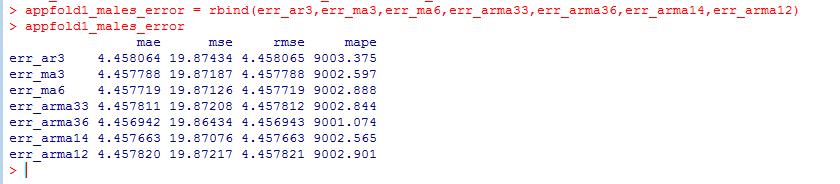 > appfold1_males_error = rbind(err_ar3,err_ma3,err_ma6,err_arma33,err_arma36,err_arma14,err_arma12)
> appfold1_males_error
mae mse rmse mape
err_ar3 4.458064 19.87434 4.458065 9003.375
err_ma3 4.457788 19.87187 4.457788 9002.597
err_ma6 4.457719 19.87126 4.457719 9002.888
err_arma33 4.457811 19.87208 4.457812 9002.844
err_arma36 4.456942 19.86434 4.456943 9001.074
err_arma14 4.457663 19.87076 4.457663 9002.565
err_arma12 4.457820 19.87217 4.457821 9002.901
>